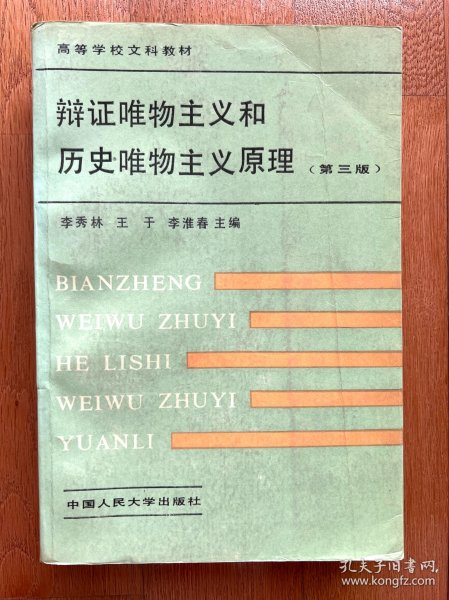 高等学校文科教材
辩证唯物主义和
历史唯物主义原理（第三版）
李秀林 王于 李淮春 主编
BIANZHENG
WEIWU ZHUYI
HE LISHI
WEIWU ZHUYI
YUANLI
中国人民大学出版社
孔夫子旧书网
www.kongfz.com